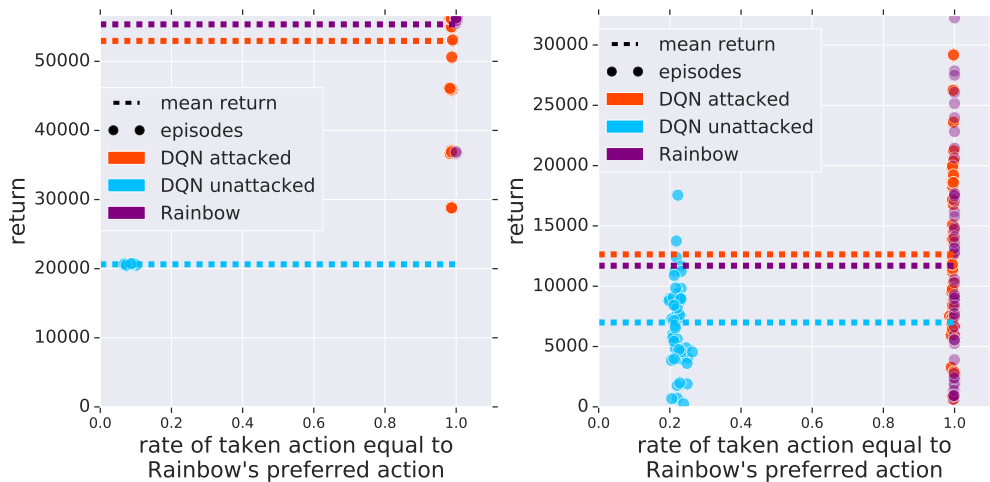 50000
40000
30000
20000
10000
0
return
mean return
episodes
DQN attacked
DQN unattacked
Rainbow
0.0 0.2 0.4 0.6 0.8 1.0
rate of taken action equal to
Rainbow's preferred action
30000
25000
20000
15000
10000
5000
0
return
mean return
episodes
DQN attacked
DQN unattacked
Rainbow
0.0 0.2 0.4 0.6 0.8 1.0
rate of taken action equal to
Rainbow's preferred action